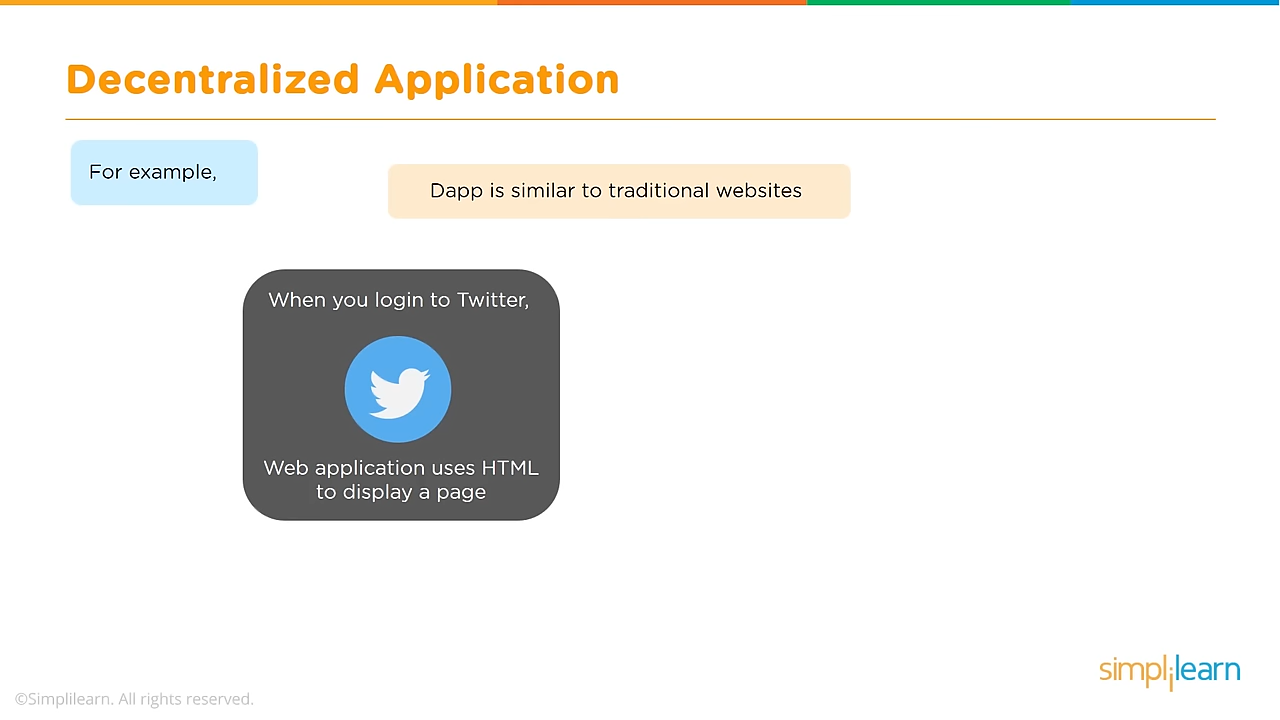 Decentralized Application
For example,
Dapp is similar to traditional websites
When you login to Twitter,
Web application uses HTML
to display a page
simplilearn
©Simplilearn. All rights reserved.